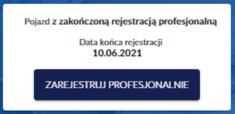 Pojazd z zakończoną rejestracją profesjonalną
Data końca rejestracji
10.06.2021
ZAREJESTRUJ PROFESJONALNIE